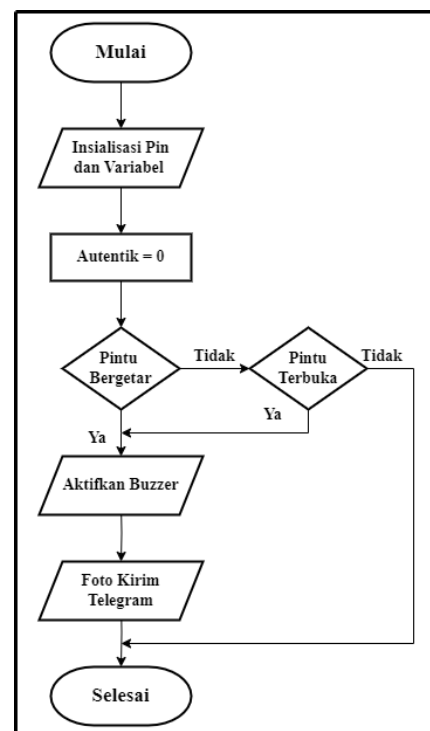 Mulai
Insialisasi Pin
dan Variabel
Autentik = 0
Pintu
Bergetar
Tidak
Pintu
Terbuka
Tidak
Ya
Ya
Aktifkan Buzzer
Foto Kirim
Telegram
Selesai